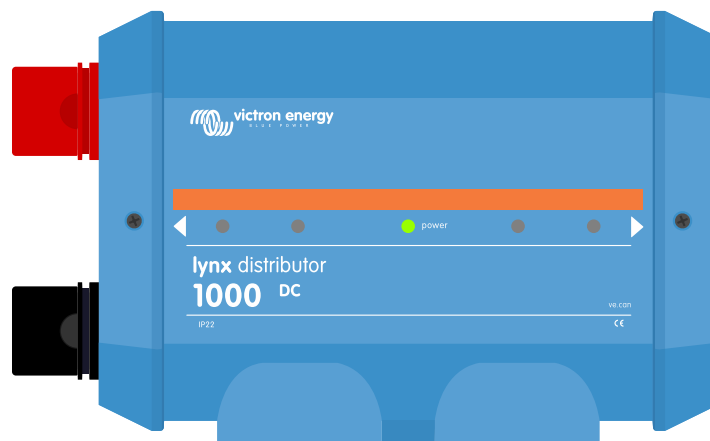 victron energy
BLUE POWER
power
lynx distributor
1000 DC
ve.can
IP22
CE